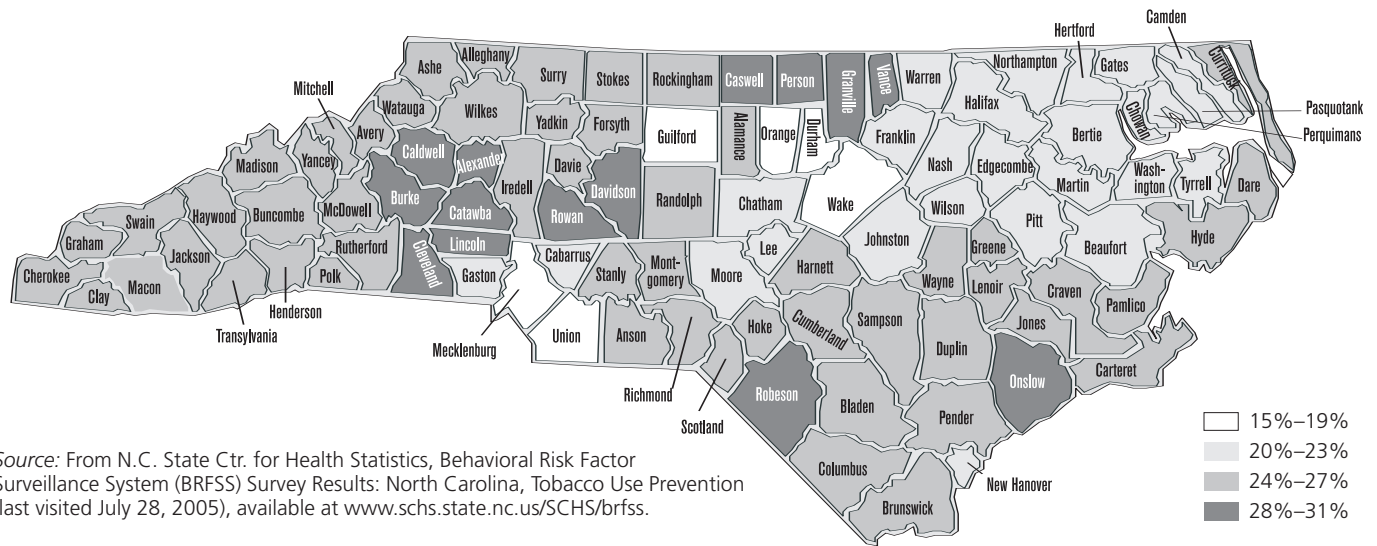 Hertford
Camden
Alleghany
Ashe
Surry
Stokes
Rockingham
Caswell
Person
Granville
Vance
Warren
Northampton
Gates
Currituck
Mitchell
Watauga
Wilkes
Halifax
Pasquotank
Perquimans
Avery
Yadkin
Forsyth
Guilford
Alamance
Orange
Durham
Franklin
Bertie
Chowan
Madison
Yancey
Caldwell
Alexander
Davie
Nash
Edgecombe
Iredell
Davidson
Martin
Wash-
ington
Tyrrell
Dare
Swain
Haywood
Buncombe
McDowell
Burke
Catawba
Rowan
Randolph
Chatham
Wake
Wilson
Pitt
Graham
Jackson
Rutherford
Cleveland
Lincoln
Johnston
Greene
Beaufort
Hyde
Cherokee
Clay
Macon
Polk
Gaston
Cabarrus
Stanly
Mont-
gomery
Moore
Lee
Harnett
Wayne
Lenoir
Craven
Pamlico
Transylvania
Henderson
Mecklenburg
Union
Anson
Richmond
Scotland
Hoke
Cumberland
Sampson
Duplin
Jones
Carteret
Onslow
Robeson
Bladen
Pender
Columbus
Brunswick
New Hanover
15%–19%
20%–23%
24%–27%
28%–31%
Source: From N.C. State Ctr. for Health Statistics, Behavioral Risk Factor
Surveillance System (BRFSS) Survey Results: North Carolina, Tobacco Use Prevention
(last visited July 28, 2005), available at www.schs.state.nc.us/SCHS/brfss.